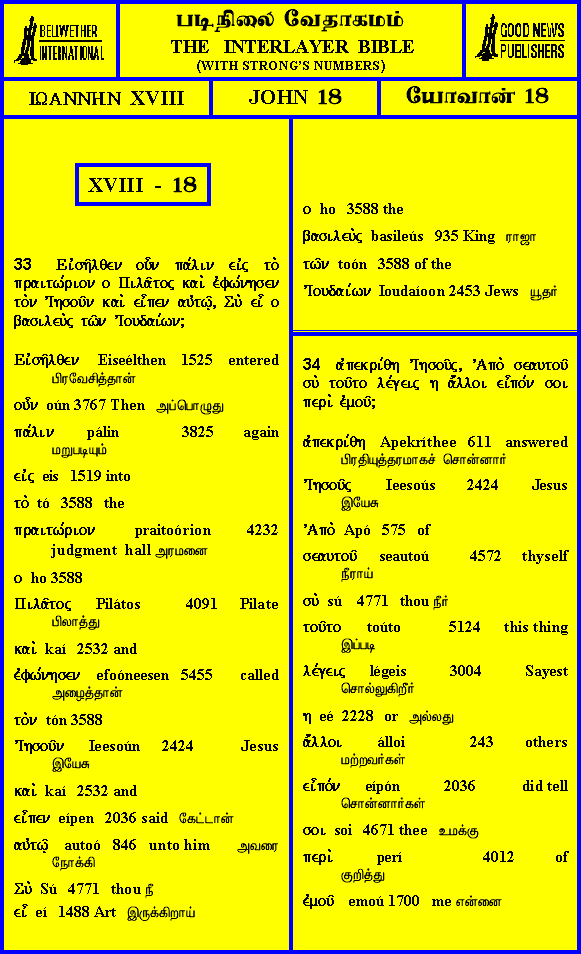 BELLWETHER
INTERNATIONAL
படிநிலை வேதாகமம்
THE INTERLAYER BIBLE
(WITH STRONG'S NUMBERS)
GOOD NEWS
PUBLISHERS
ΙΩΑΝΝΗΝ XVIII
JOHN 18
யோவான் 18
XVIII - 18
33 Εἰσῆλθεν οὖν πάλιν εἰς τὸ
πραιτώριον ο Πιλᾶτος καὶ ἐφώνησεν
τὸν Ἰησοῦν καὶ εἶπεν αὐτῷ, Σὺ εἶ ο
βασιλεὺς τῶν Ἰουδαίων;
Εἰσῆλθεν Eiseélthen 1525 entered
பிரவேசித்தான்
οὖν oún 3767 Then அப்பொழுது
πάλιν pálin 3825 again
மறுபடியும்
εἰς eis 1519 into
τὸ tó 3588 the
πραιτώριον praitoórion 4232
judgment hall அரமனை
ο ho 3588
Πιλᾶτος Pilátos 4091 Pilate
பிலாத்து
καὶ kaí 2532 and
ἐφώνησεν efoóneesen 5455 called
அழைத்தான்
τὸν tón 3588
Ἰησοῦν Ieesoún 2424 Jesus
இயேசு
καὶ kaí 2532 and
εἶπεν eípen 2036 said கேட்டான்
αὐτῷ autoó 846 unto him அவரை
நோக்கி
Σὺ Sú 4771 thou நீ
εἶ eí 1488 Art இருக்கிறாய்
ο ho 3588 the
βασιλεὺς basileús 935 King ராஜா
τῶν toón 3588 of the
Ἰουδαίων Ioudaíoon 2453 Jews யூதர்
34 ἀπεκρίθη Ἰησοῦς, Ἀπὸ σεαυτοῦ
σὺ τοῦτο λέγεις η ἄλλοι εἶπόν σοι
περὶ ἐμοῦ;
ἀπεκρίθη Apekríthee 611 answered
பிரதியுத்தரமாகச் சொன்னார்
Ἰησοῦς Ieesoús 2424 Jesus
இயேசு
Ἀπὸ Apó 575 of
σεαυτοῦ seautoú 4572 thyself
நீராய்
σὺ sú 4771 thou நீர்
τοῦτο toúto 5124 this thing
இப்படி
λέγεις légeis 3004 Sayest
சொல்லுகிறீர்
η eé 2228 or அல்லது
ἄλλοι álloi 243 others
மற்றவர்கள்
εἶπόν eípón 2036 did tell
சொன்னார்கள்
σοι soi 4671 thee உமக்கு
περὶ perí 4012 of
குறித்து
ἐμοῦ emoú 1700 me என்னை